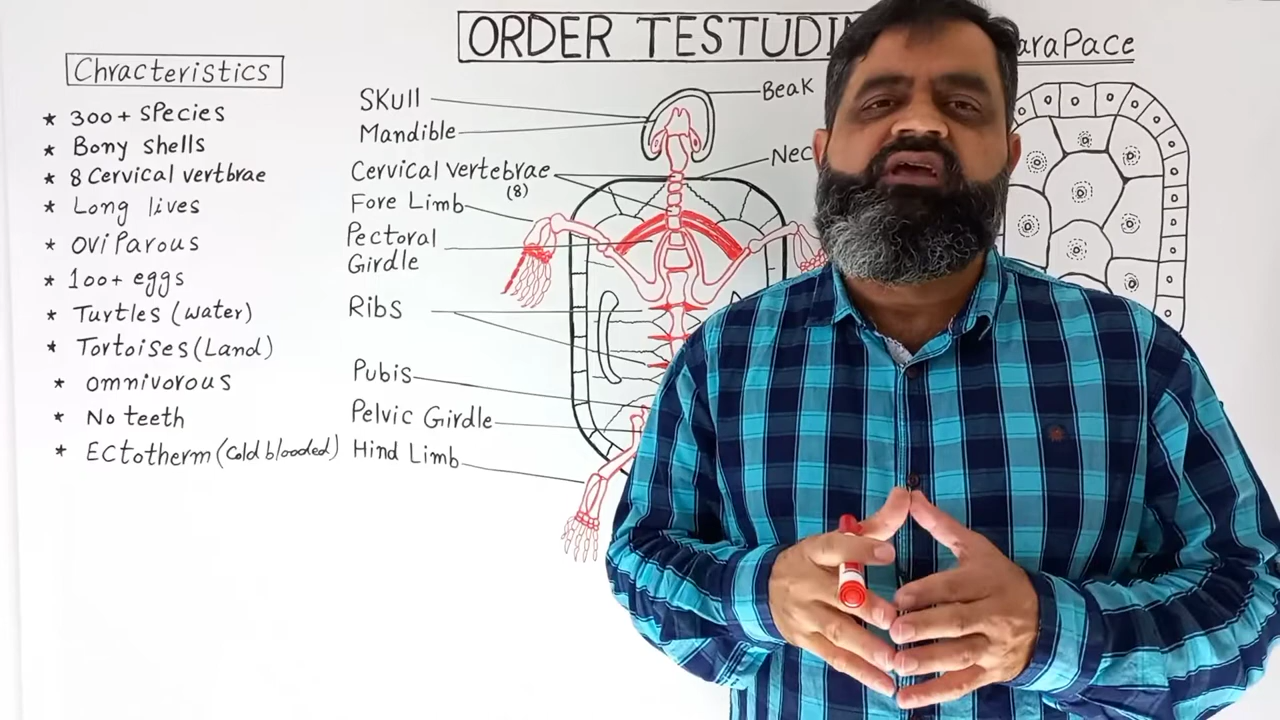 ORDER TESTUDI
Chracteristics
* 300+ species
* Bony shells
* 8 Cervical vertbrae
* Long lives
* oviparous
* 100+ eggs
* Turtles (water)
* Tortoises (Land)
* omnivorous
* No teeth
* Ectotherm (Cold blooded)
Skull
Mandible
Cervical vertebrae
(8)
Fore Limb
Pectoral
Girdle
Ribs
Pubis
Pelvic Girdle
Hind Limb
Beak
Nec
araPace